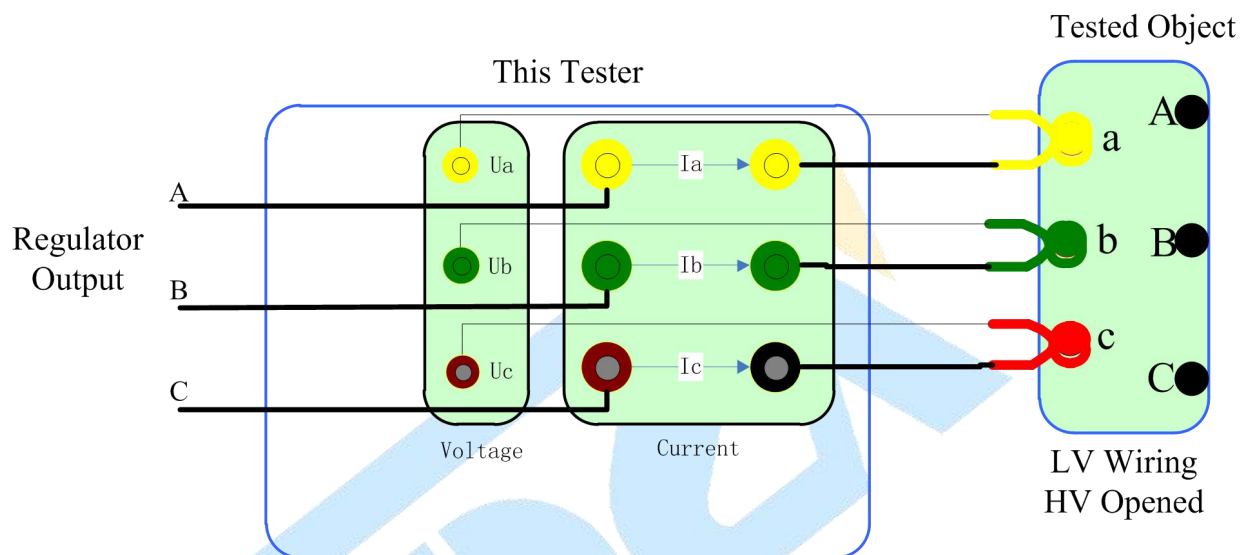 Tested Object
This Tester
A
a
Ua
Ia
A
Regulator
Output
B
b
Ub
Ib
B
c
Uc
Ic
C
C
Voltage
Current
LV Wiring
HV Opened